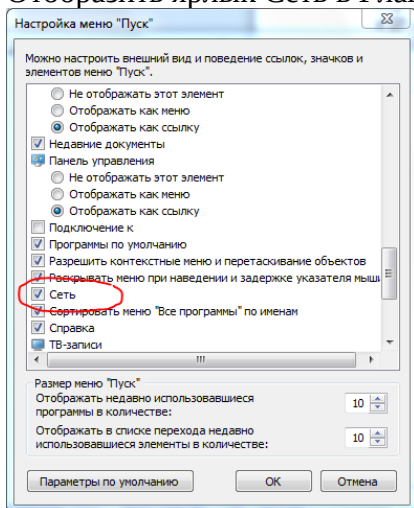 Отобразить ярлык Сеть в Глав
Настройка меню "Пуск"
Можно настроить внешний вид и поведение ссылок, значков и
элементов меню "Пуск".
Не отображать этот элемент
Отображать как меню
Отображать как ссылку
Недавние документы
Панель управления
Не отображать этот элемент
Отображать как меню
Отображать как ссылку
Подключение к
Программы по умолчанию
Разрешить контекстные меню и перетаскивание объектов
Раскрывать меню при наведении и задержке указателя мыши
Сеть
Сортировать меню "Все программы" по именам
Справка
ТВ-записи
Размер меню "Пуск"
Отображать недавно использовавшиеся
программы в количестве:
10
Отображать в списке перехода недавно
использовавшиеся элементы в количестве:
10
Параметры по умолчанию
ОК
Отмена